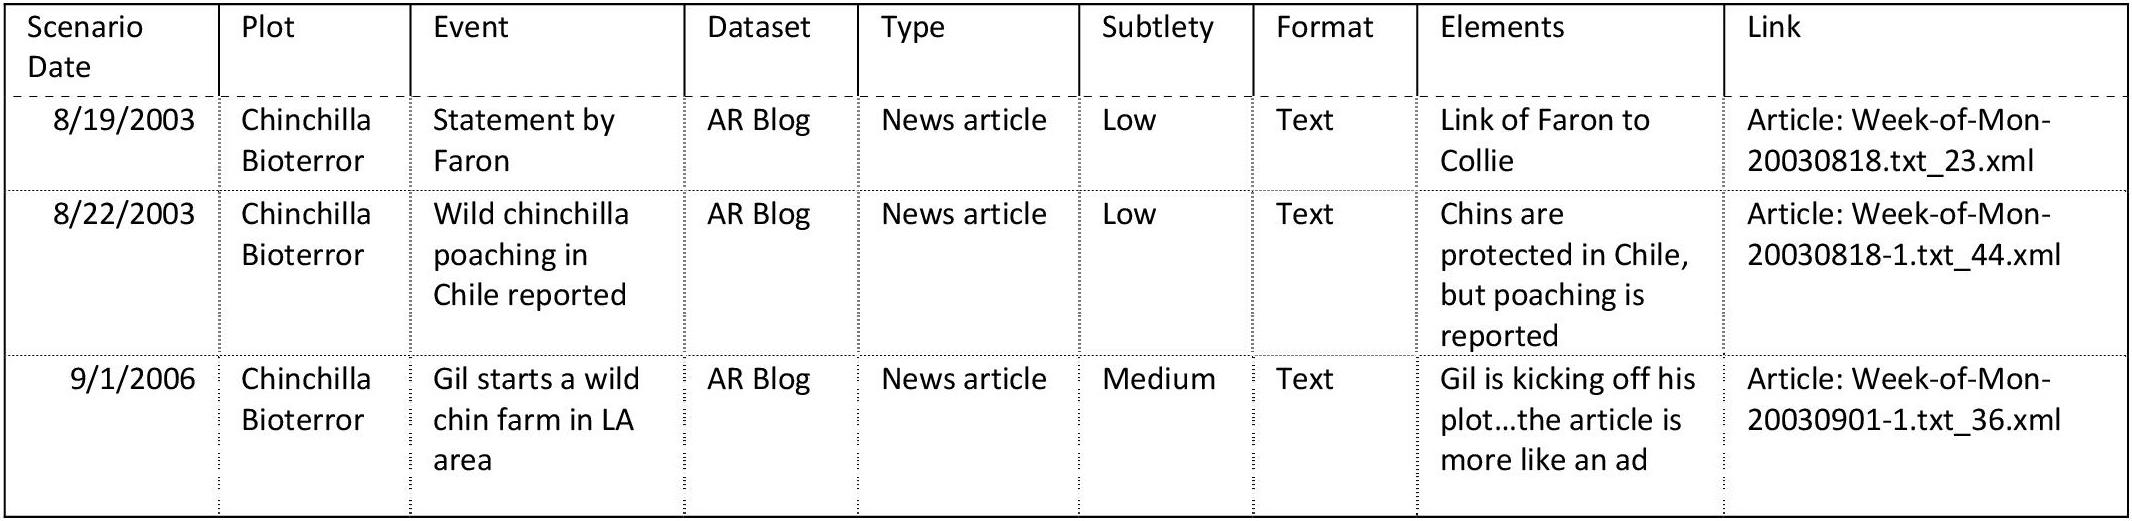 Scenario Date Plot Event Dataset Type Subtlety Format Elements Link
8/19/2003 Chinchilla Bioterror Statement by Faron AR Blog News article Low Text Link of Faron to Collie Article: Week-of-Mon-20030818.txt_23.xml
8/22/2003 Chinchilla Bioterror Wild chinchilla poaching in Chile reported AR Blog News article Low Text Chins are protected in Chile, but poaching is reported Article: Week-of-Mon-20030818-1.txt_44.xml
9/1/2006 Chinchilla Bioterror Gil starts a wild chin farm in LA area AR Blog News article Medium Text Gil is kicking off his plot...the article is more like an ad Article: Week-of-Mon-20030901-1.txt_36.xml